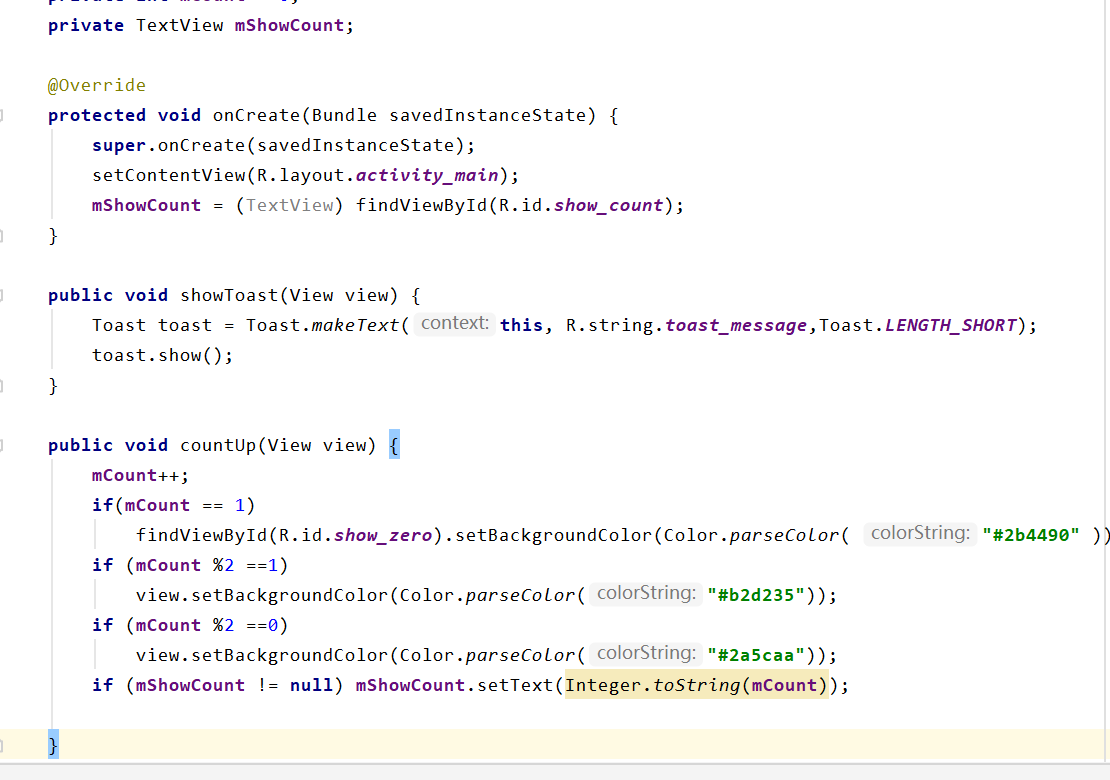 private TextView mShowCount;
@Override
protected void onCreate(Bundle savedInstanceState) {
super.onCreate(savedInstanceState);
setContentView(R.layout.activity_main);
mShowCount = (TextView) findViewById(R.id.show_count);
}
public void showToast(View view) {
Toast toast = Toast.makeText( context: this, R.string.toast_message,Toast.LENGTH_SHORT);
toast.show();
}
public void countUp(View view) {
mCount++;
if(mCount == 1)
findViewById(R.id.show_zero).setBackgroundColor(Color.parseColor( colorString: "#2b4490" ))
if (mCount %2 ==1)
view.setBackgroundColor(Color.parseColor( colorString: "#b2d235"));
if (mCount %2 ==0)
view.setBackgroundColor(Color.parseColor( colorString: "#2a5caa"));
if (mShowCount != null) mShowCount.setText(Integer.toString(mCount));
}